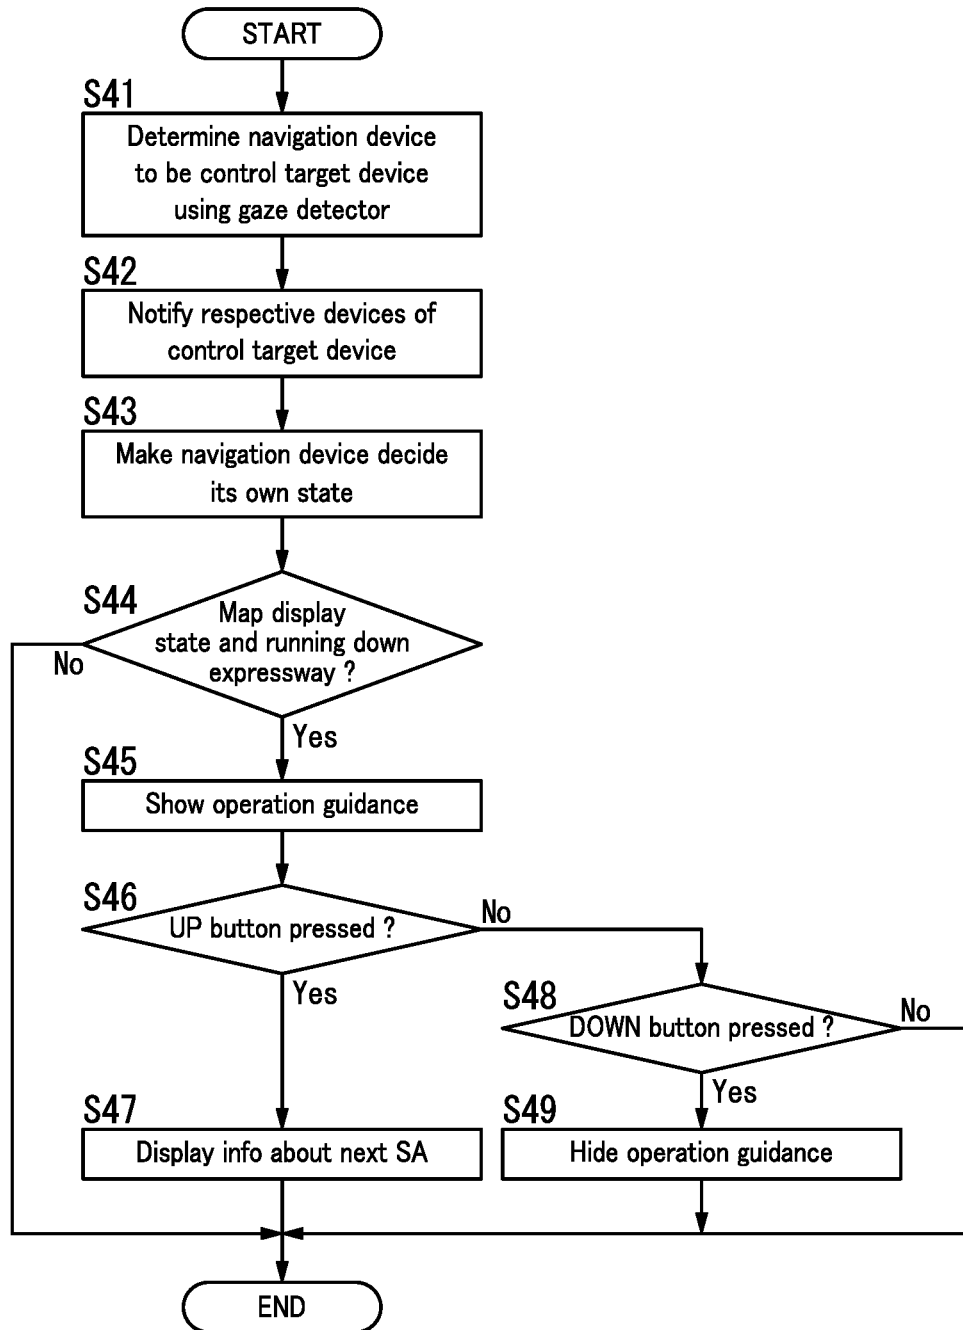 START
S41
Determine navigation device
to be control target device
using gaze detector
S42
Notify respective devices of
control target device
S43
Make navigation device decide
its own state
S44
Map display
state and running down
expressway ?
No
Yes
S45
Show operation guidance
S46
UP button pressed ?
No
Yes
S48
DOWN button pressed ?
No
Yes
S47
Display info about next SA
S49
Hide operation guidance
END